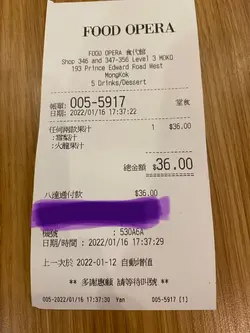 FOOD OPERA
FOOD OPERA 食代館
Shop 346 and 347-356 Level 3 MOKO
193 Prince Edward Road West
MongKok
5 Drinks/Dessert
帳單: 005-5917 堂食
日期: 2022/01/16 17:37:22
任何兩款果汁 1 $36.00
:雪梨汁
:火龍果汁
總金額 $36.00
八達通付款 $36.00
機號 : 530A6A
日期/時間 : 2022/01/16 17:37:29
上一次於 2022-01-12 自動增值
** 多謝惠顧 請等待叫號 **
2022/01/16 17:37:30 Yan 005-5917 [1]